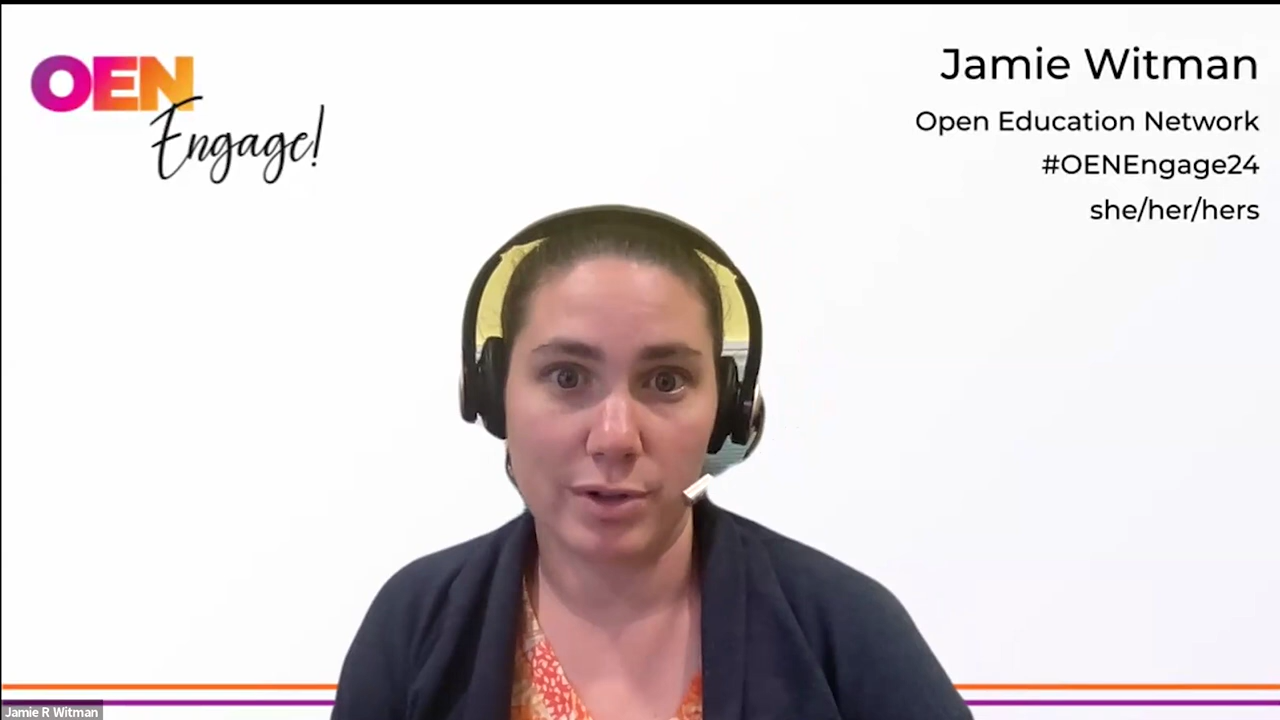 OEN
Engage!
Jamie Witman
Open Education Network
#OENEngage24
she/her/hers
Jamie R Witman